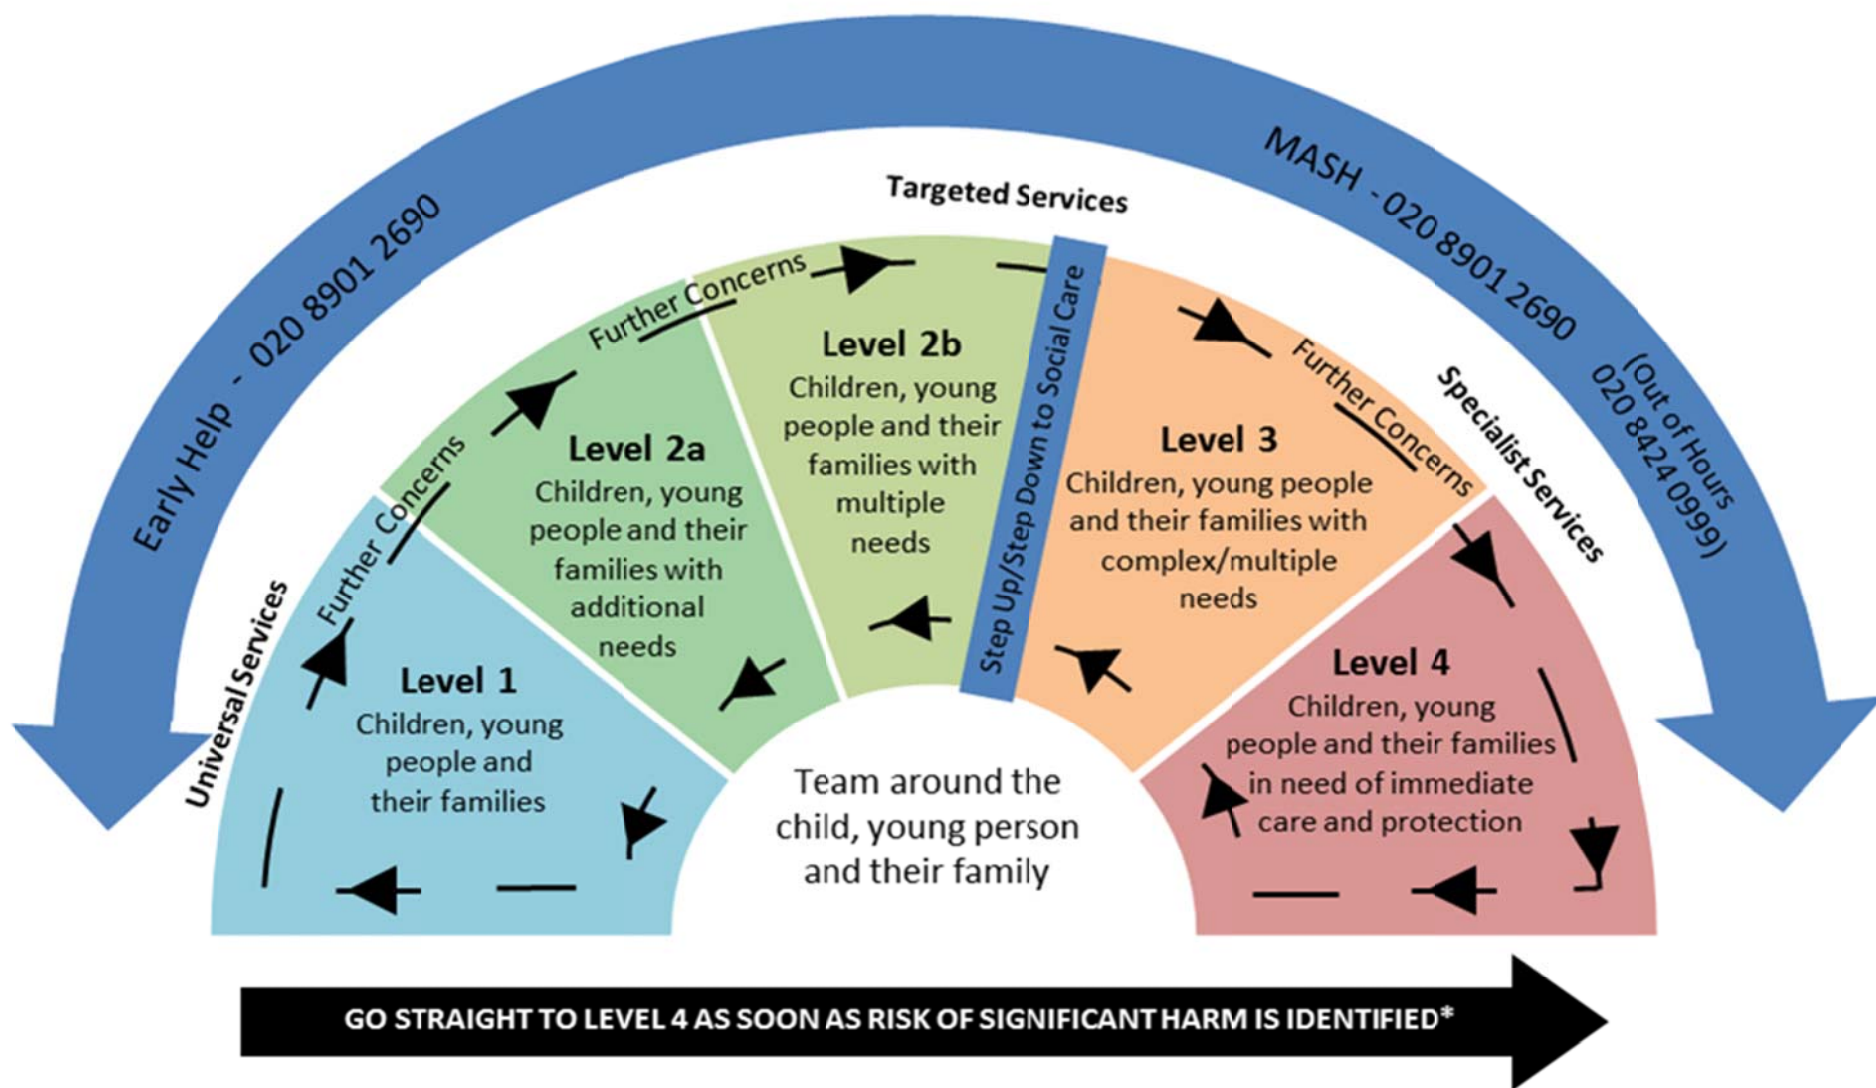 Early Help - 020 8901 2690
MASH - 020 8901 2690
(Out of Hours
020 8424 0999)
Universal Services
Targeted Services
Specialist Services
Further Concerns
Further Concerns
Further Concerns
Level 1
Children, young
people and
their families
Level 2a
Children, young
people and their
families with
additional
needs
Level 2b
Children, young
people and their
families with
multiple
needs
Step Up/Step Down to Social Care
Level 3
Children, young people
and their families with
complex/multiple
needs
Level 4
Children, young
people and their families
in need of immediate
care and protection
Team around the
child, young person
and their family
GO STRAIGHT TO LEVEL 4 AS SOON AS RISK OF SIGNIFICANT HARM IS IDENTIFIED*